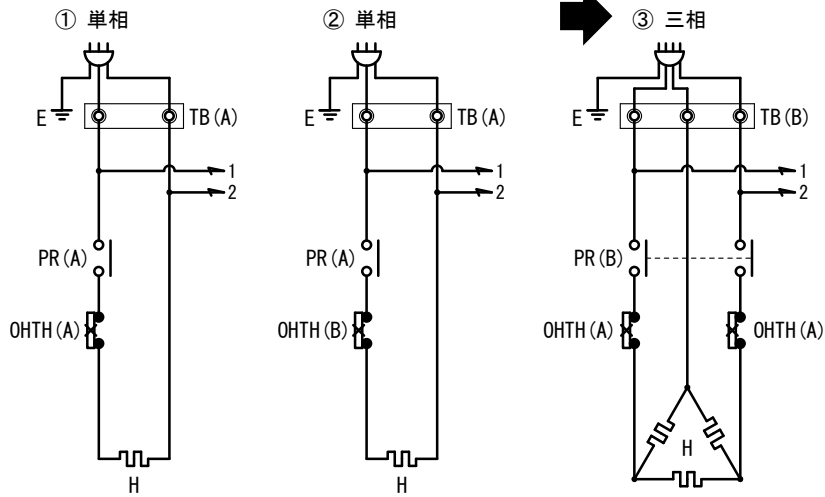 ① 単相
② 単相
③ 三相
E
TB(A)
E
TB(A)
E
TB(B)
1
1
1
2
2
2
PR(A)
PR(A)
PR(B)
OHTH(A)
OHTH(B)
OHTH(A)
OHTH(A)
H
H
H